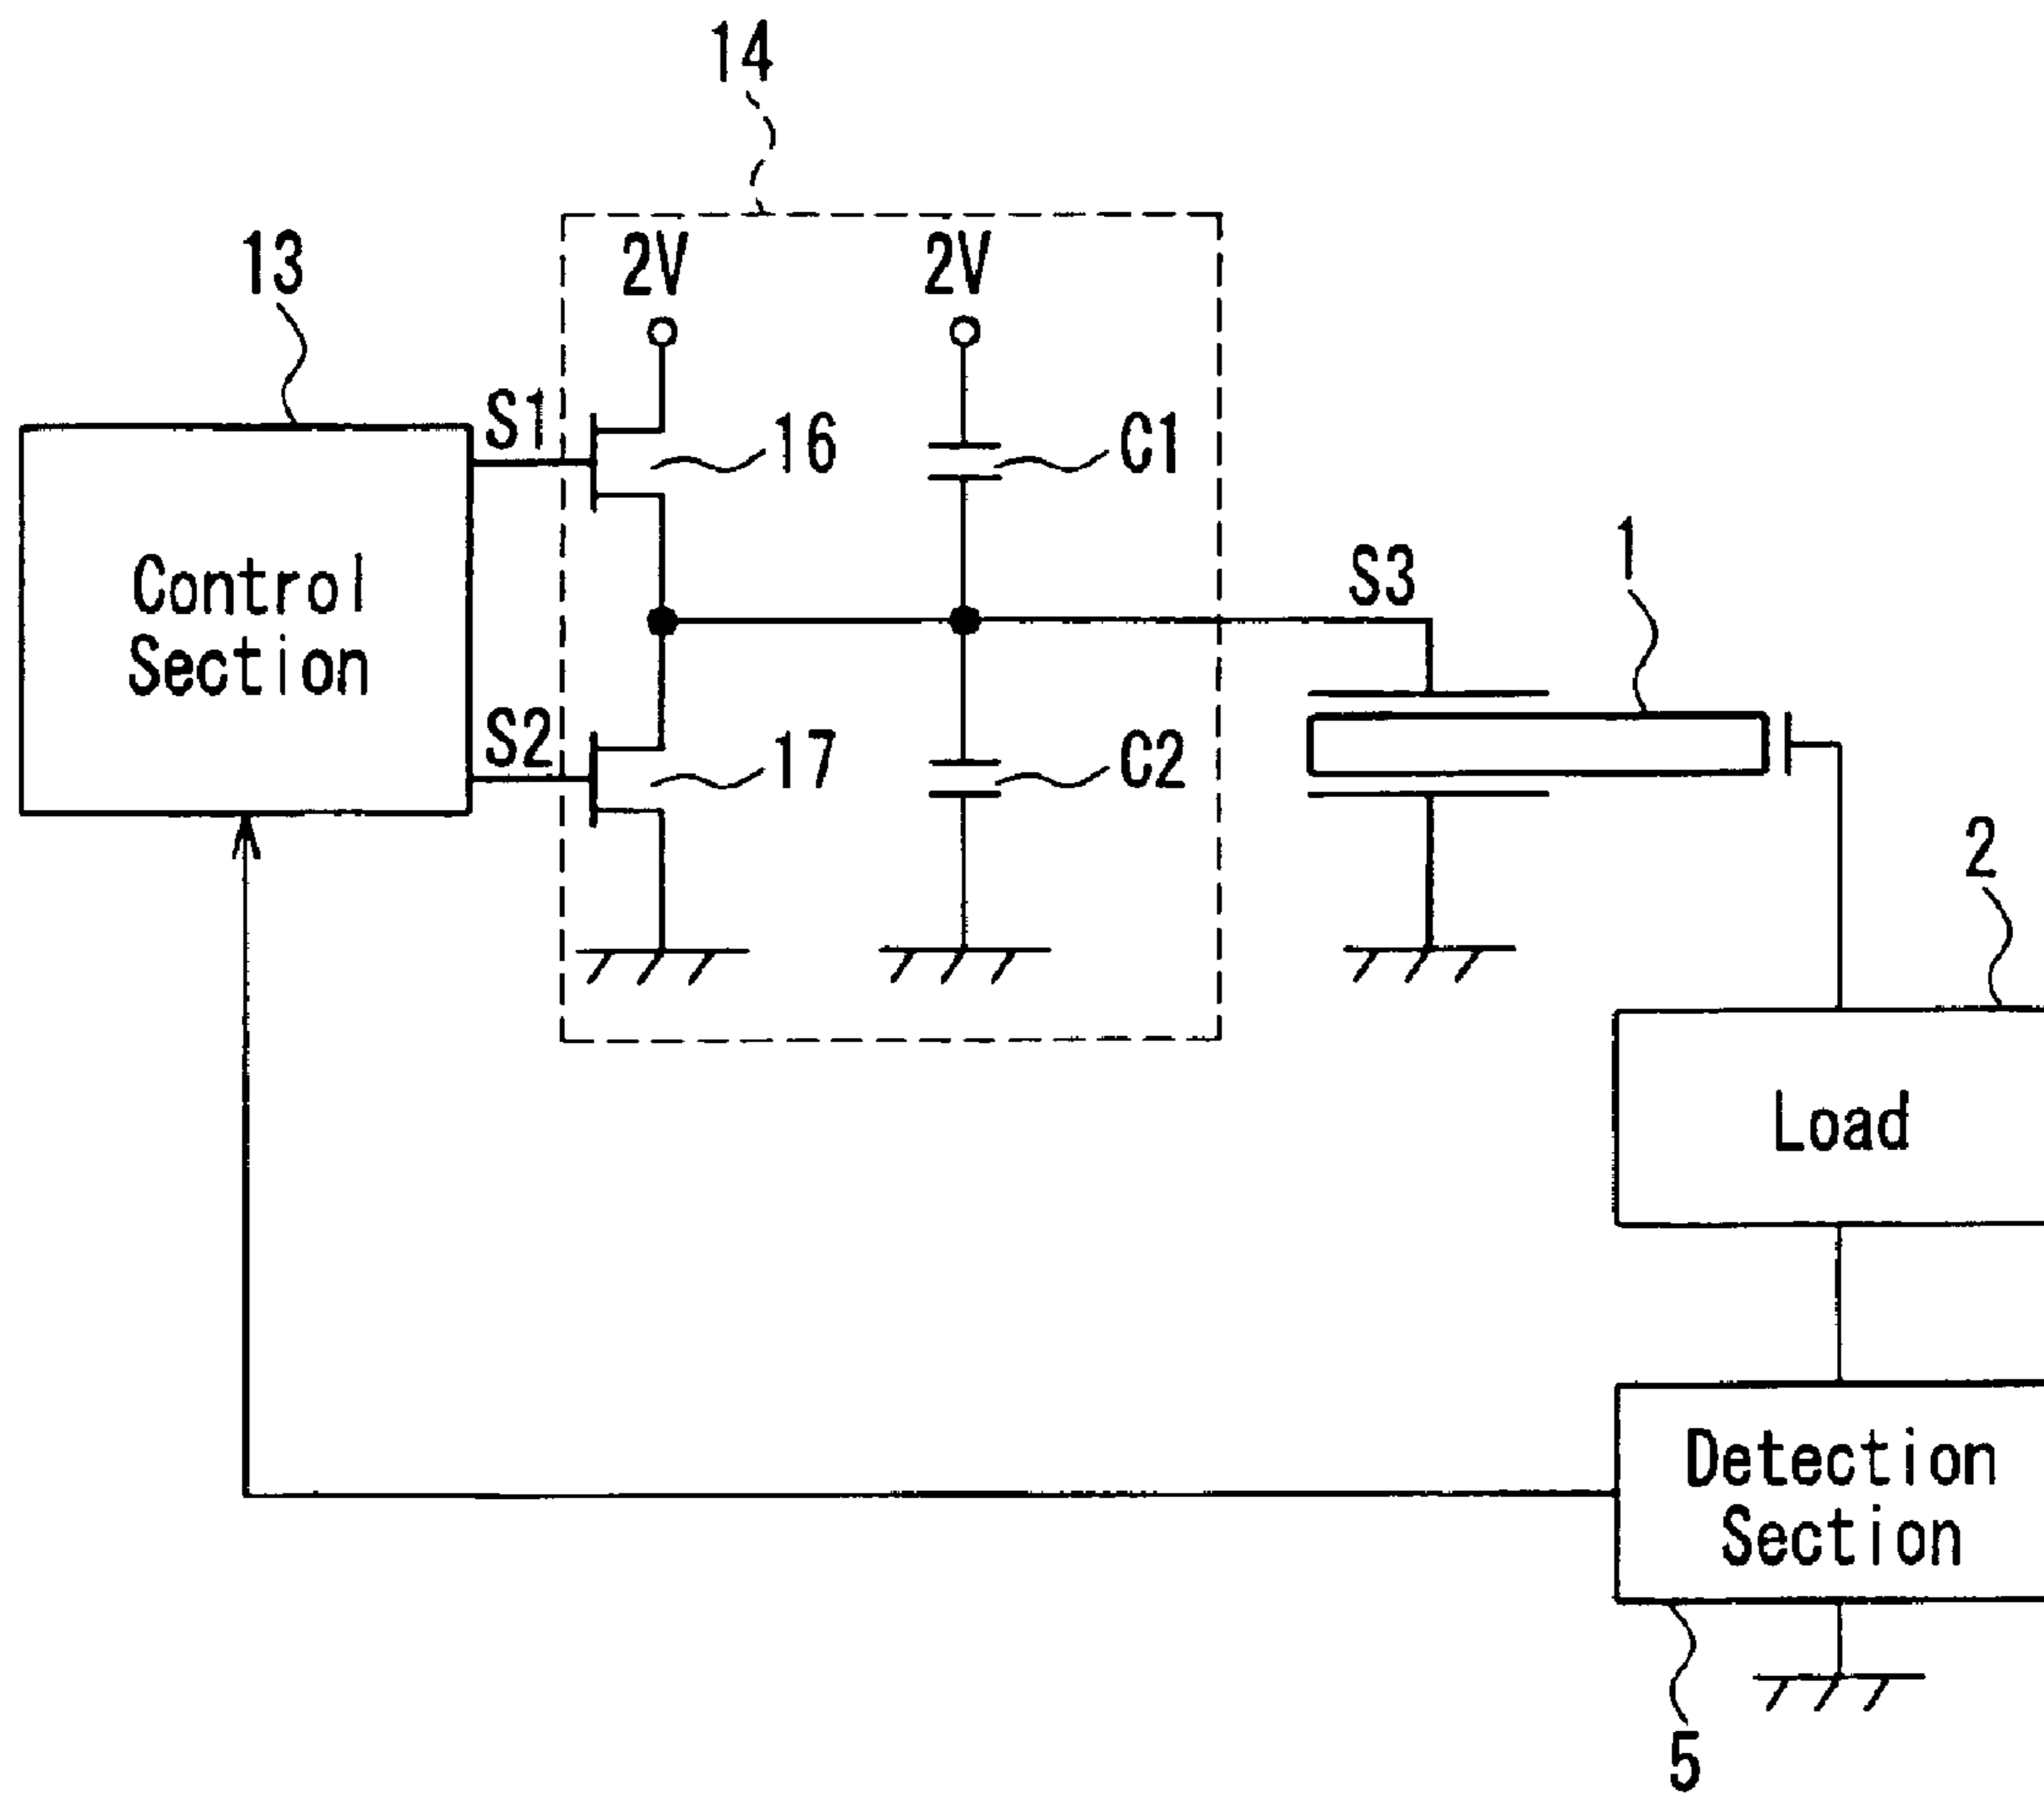 14
13
2V
2V
S1
16
C1
Control
Section
S3
1
S2
17
C2
2
Load
Detection
Section
5